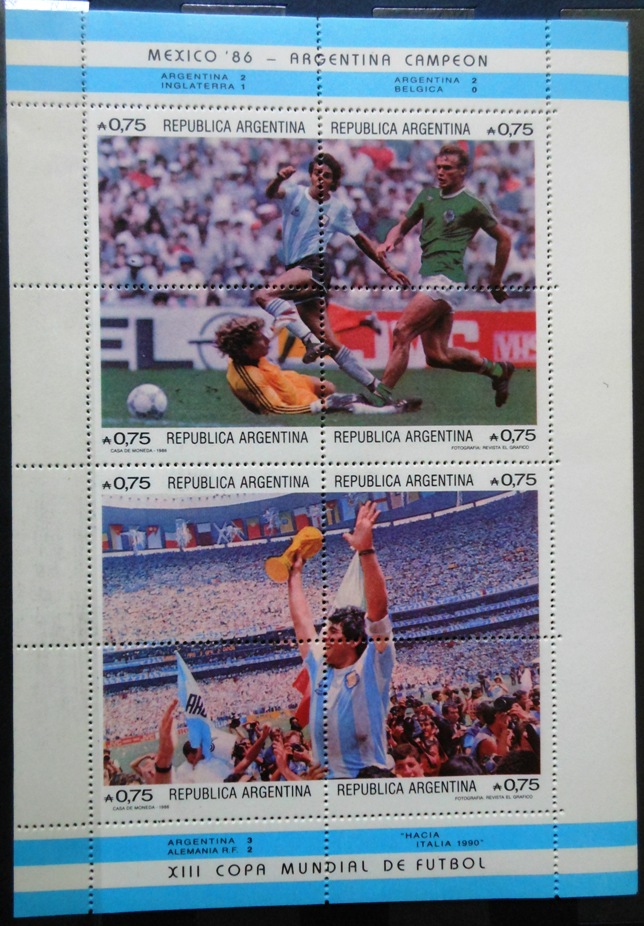 MEXICO '86 – ARGENTINA CAMPEON
ARGENTINA 2
INGLATERRA 1
ARGENTINA 2
BELGICA 0
₳0,75 REPUBLICA ARGENTINA
REPUBLICA ARGENTINA ₳0,75
EL
JVC
VHS
₳0,75 REPUBLICA ARGENTINA
CASA DE MONEDA - 1986
REPUBLICA ARGENTINA ₳0,75
FOTOGRAFIA: REVISTA EL GRAFICO
₳0,75 REPUBLICA ARGENTINA
REPUBLICA ARGENTINA ₳0,75
₳0,75 REPUBLICA ARGENTINA
CASA DE MONEDA - 1986
REPUBLICA ARGENTINA ₳0,75
FOTOGRAFIA: REVISTA EL GRAFICO
ARGENTINA 3
ALEMANIA R.F. 2
"HACIA
ITALIA 1990"
XIII COPA MUNDIAL DE FUTBOL